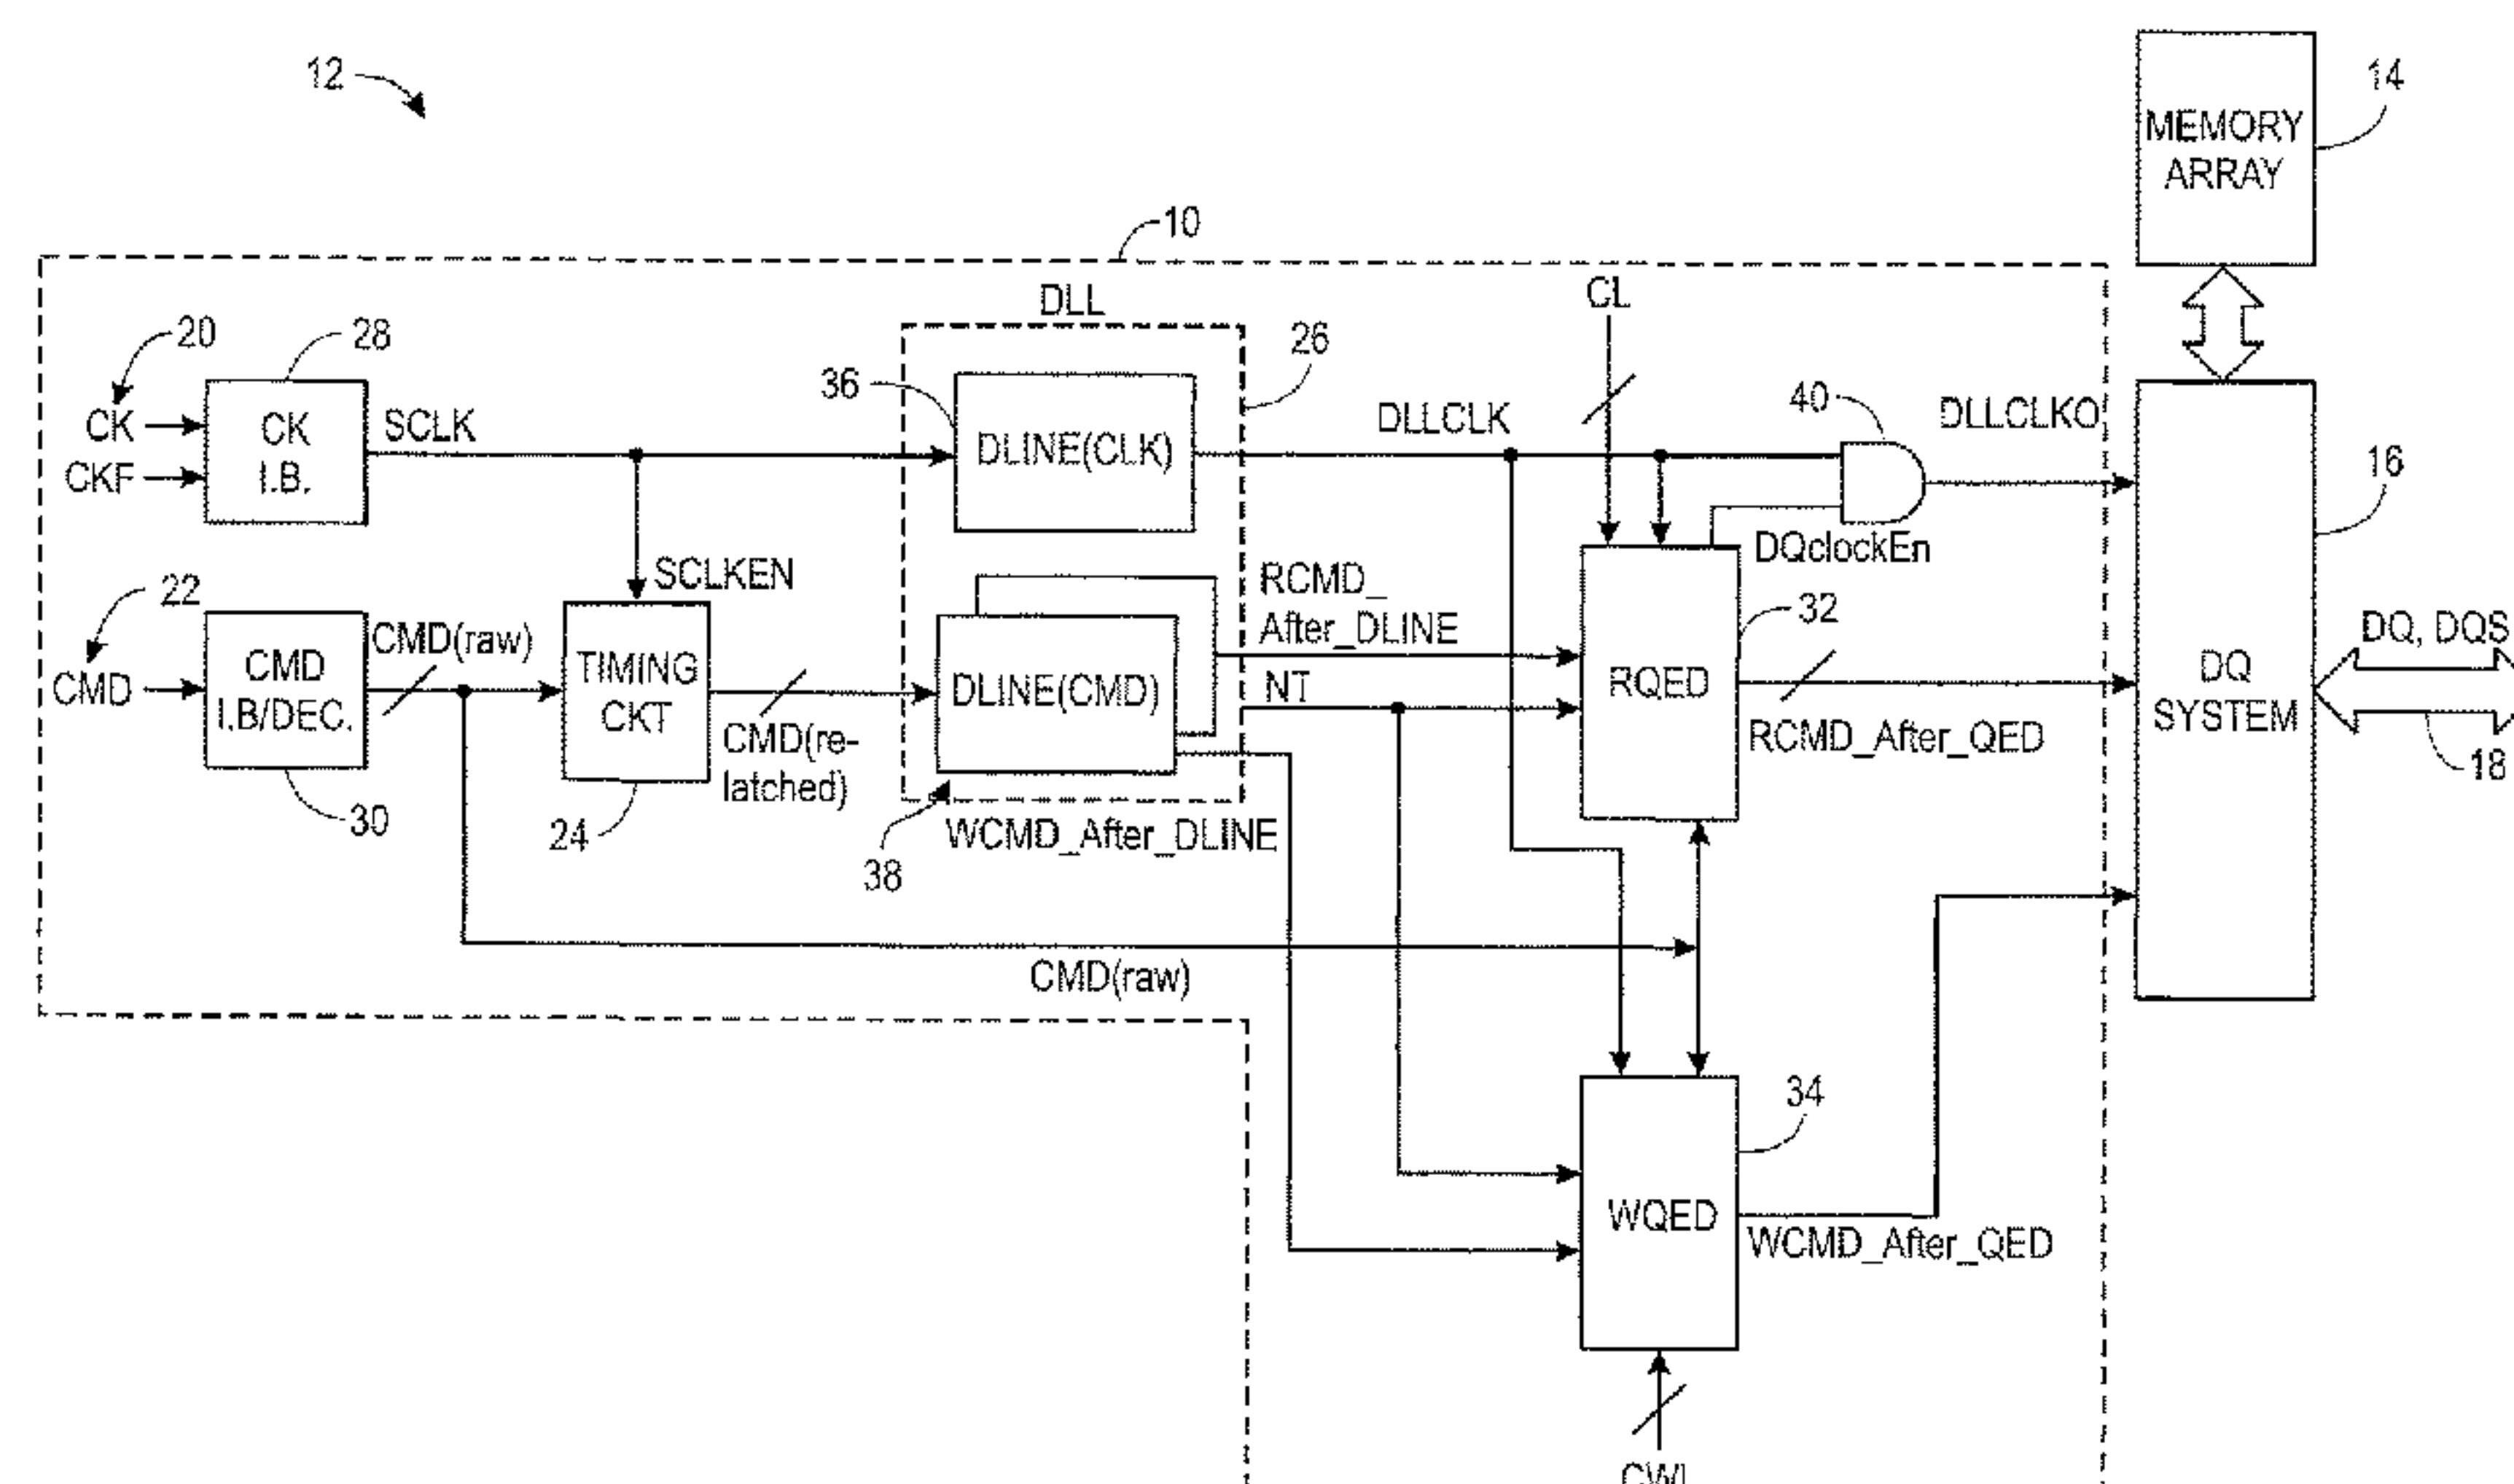 12
14
MEMORY
ARRAY
10
DLL
CL
20
28
26
36
40
CK
CKF
CK
I.B.
SCLK
DLINE(CLK)
DLLCLK
DLLCLKO
16
SCLKEN
DQclockEn
22
CMD
CMD
I.B/DEC.
CMD(raw)
TIMING
CKT
DLINE(CMD)
RCMD_
After_DLINE
NT
RQED
32
DQ
SYSTEM
DQ, DQS
18
CMD(re-
latched)
RCMD_After_QED
30
24
38
WCMD_After_DLINE
CMD(raw)
34
WQED
WCMD_After_QED